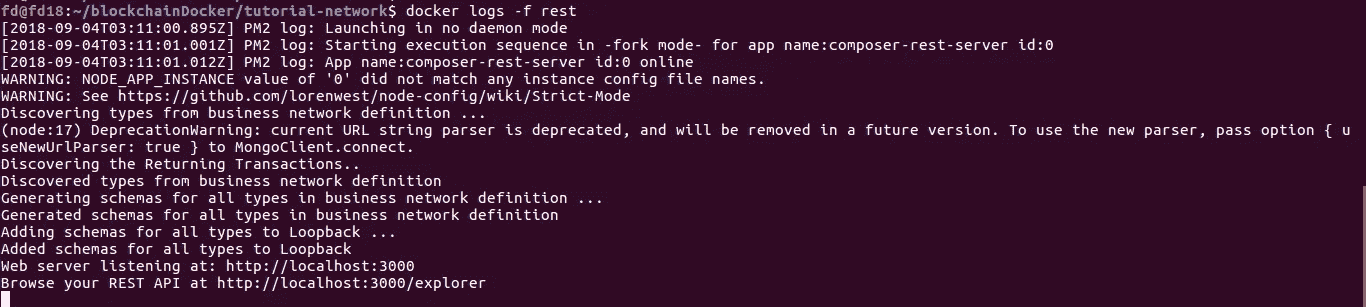 fd@fd18:~/blockchainDocker/tutorial-network$ docker logs -f rest
[2018-09-04T03:11:00.895Z] PM2 log: Launching in no daemon mode
[2018-09-04T03:11:01.001Z] PM2 log: Starting execution sequence in -fork mode- for app name:composer-rest-server id:0
[2018-09-04T03:11:01.012Z] PM2 log: App name:composer-rest-server id:0 online
WARNING: NODE_APP_INSTANCE value of '0' did not match any instance config file names.
WARNING: See https://github.com/lorenwest/node-config/wiki/Strict-Mode
Discovering types from business network definition ...
(node:17) DeprecationWarning: current URL string parser is deprecated, and will be removed in a future version. To use the new parser, pass option { u
seNewUrlParser: true } to MongoClient.connect.
Discovering the Returning Transactions..
Discovered types from business network definition
Generating schemas for all types in business network definition ...
Generated schemas for all types in business network definition
Adding schemas for all types to Loopback ...
Added schemas for all types to Loopback
Web server listening at: http://localhost:3000
Browse your REST API at http://localhost:3000/explorer